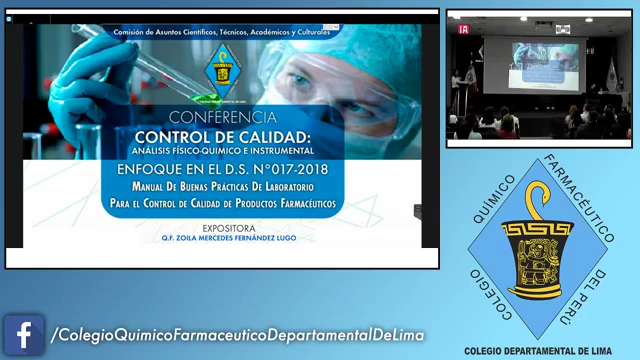 Comisión de Asuntos Científicos, Técnicos, Académicos y Culturales
CONFERENCIA
CONTROL DE CALIDAD:
ANÁLISIS FÍSICO-QUÍMICO E INSTRUMENTAL
ENFOQUE EN EL D.S. N°017-2018
MANUAL DE BUENAS PRÁCTICAS DE LABORATORIO
PARA EL CONTROL DE CALIDAD DE PRODUCTOS FARMACÉUTICOS
EXPOSITORA
Q.F. ZOILA MERCEDES FERNÁNDEZ LUGO
COLEGIO QUÍMICO FARMACÉUTICO DEL PERÚ
COLEGIO DEPARTAMENTAL DE LIMA
f /ColegioQuimicoFarmaceuticoDepartamentalDeLima